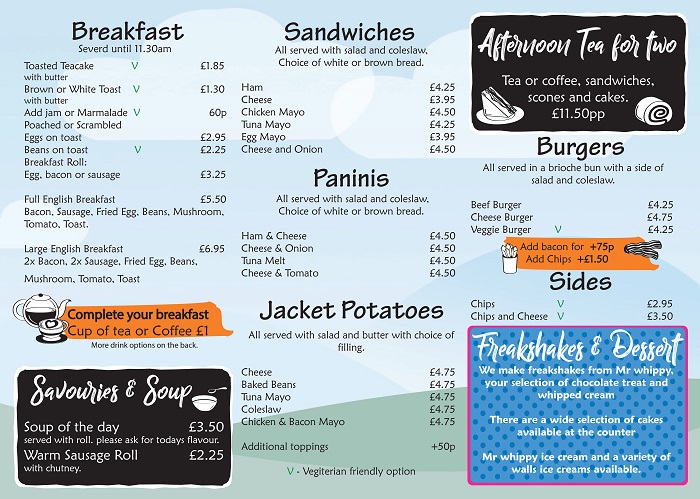 Breakfast
Severd until 11.30am
Toasted Teacake V £1.85
with butter
Brown or White Toast V £1.30
with butter
Add jam or Marmalade V 60p
Poached or Scrambled
Eggs on toast £2.95
Beans on toast V £2.25
Breakfast Roll:
Egg, bacon or sausage £3.25
Full English Breakfast £5.50
Bacon, Sausage, Fried Egg, Beans, Mushroom,
Tomato, Toast.
Large English Breakfast £6.95
2x Bacon, 2x Sausage, Fried Egg, Beans,
Mushroom, Tomato, Toast
Complete your breakfast
Cup of tea or Coffee £1
More drink options on the back.
Savouries & Soup
Soup of the day £3.50
served with roll. please ask for todays flavour.
Warm Sausage Roll £2.25
with chutney.
Sandwiches
All served with salad and coleslaw,
Choice of white or brown bread.
Ham £4.25
Cheese £3.95
Chicken Mayo £4.50
Tuna Mayo £4.25
Egg Mayo £3.95
Cheese and Onion £4.50
Paninis
All served with salad and coleslaw,
Choice of white or brown bread.
Ham & Cheese £4.50
Cheese & Onion £4.50
Tuna Melt £4.50
Cheese & Tomato £4.50
Jacket Potatoes
All served with salad and butter with choice of
filling.
Cheese £4.75
Baked Beans £4.75
Tuna Mayo £4.75
Coleslaw £4.75
Chicken & Bacon Mayo £4.75
Additional toppings +50p
V - Vegiterian friendly option
Afternoon Tea for two
Tea or coffee, sandwiches,
scones and cakes.
£11.50pp
Burgers
All served in a brioche bun with a side of
salad and coleslaw.
Beef Burger £4.25
Cheese Burger £4.75
Veggie Burger V £4.25
Add bacon for +75p
Add Chips +£1.50
Sides
Chips V £2.95
Chips and Cheese V £3.50
Freakshakes & Dessert
We make freakshakes from Mr whippy,
your selection of chocolate treat and
whipped cream
There are a wide selection of cakes
available at the counter
Mr whippy ice cream and a variety of
walls ice creams available.